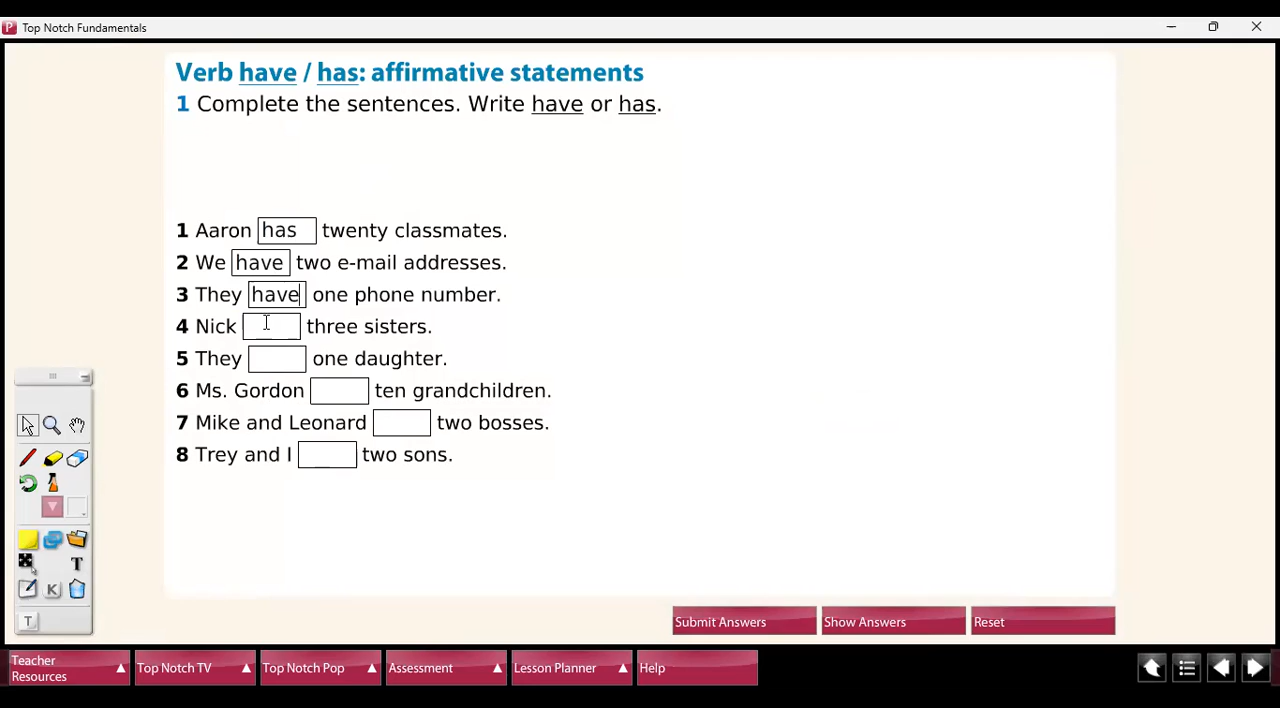 Top Notch Fundamentals
Verb have / has: affirmative statements
1 Complete the sentences. Write have or has.
1 Aaron has twenty classmates.
2 We have two e-mail addresses.
3 They have one phone number.
4 Nick three sisters.
5 They one daughter.
6 Ms. Gordon ten grandchildren.
7 Mike and Leonard two bosses.
8 Trey and I two sons.
T
K
T
Submit Answers
Show Answers
Reset
Teacher Resources
Top Notch TV
Top Notch Pop
Assessment
Lesson Planner
Help